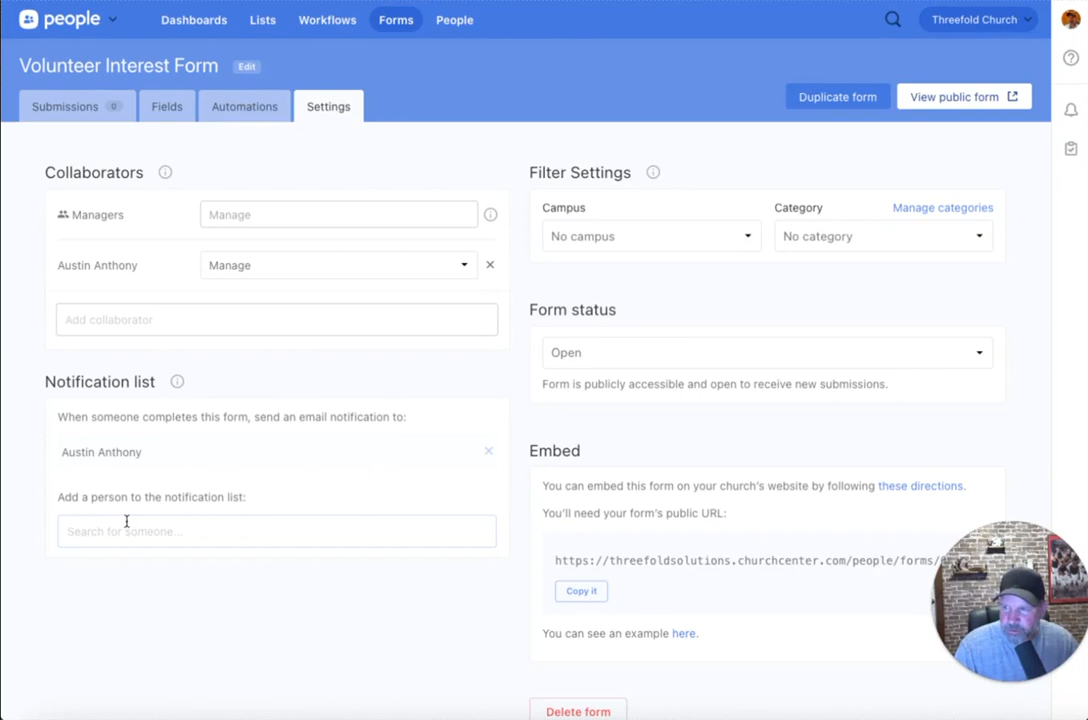 people
Dashboards
Lists
Workflows
Forms
People
Threefold Church
Volunteer Interest Form
Edit
Submissions 0
Fields
Automations
Settings
Duplicate form
View public form
Collaborators
Managers
Manage
Austin Anthony
Manage
Add collaborator
Notification list
When someone completes this form, send an email notification to:
Austin Anthony
Add a person to the notification list:
Search for someone...
Filter Settings
Campus
No campus
Category
Manage categories
No category
Form status
Open
Form is publicly accessible and open to receive new submissions.
Embed
You can embed this form on your church's website by following these directions.
You'll need your form's public URL:
https://threefoldsolutions.churchcenter.com/people/forms/
Copy it
You can see an example here.
Delete form